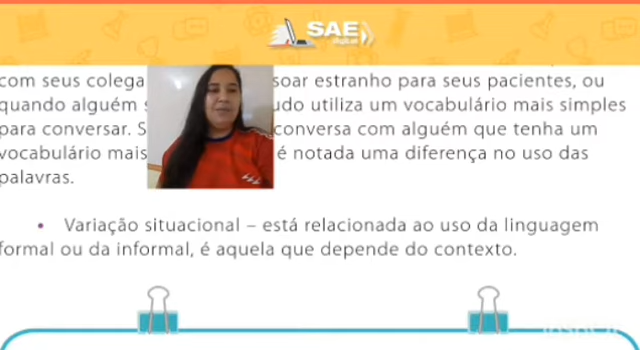 SAE
com seus colega soar estranho para seus pacientes, ou
quando alguém utiliza um vocabulário mais simples
para conversar. conversa com alguém que tenha um
vocabulário mais é notada uma diferença no uso das
palavras.
• Variação situacional – está relacionada ao uso da linguagem
formal ou da informal, é aquela que depende do contexto.